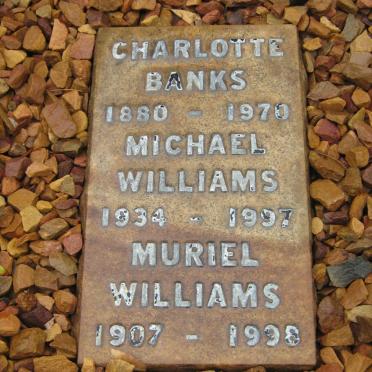 CHARLOTTE
BANKS
1880 - 1970
MICHAEL
WILLIAMS
1934 - 1997
MURIEL
WILLIAMS
1907 - 1998